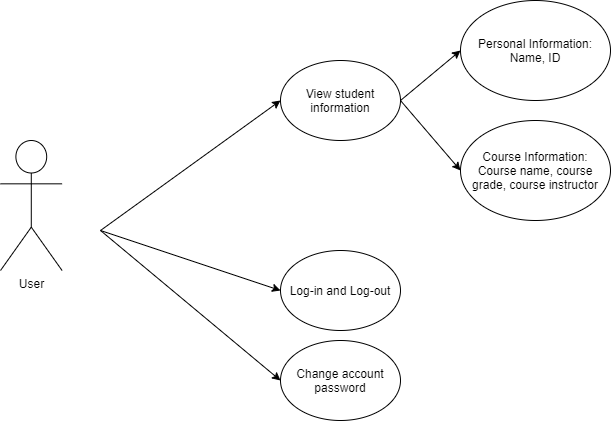 Personal Information:
Name, ID
View student
information
Course Information:
Course name, course
grade, course instructor
User
Log-in and Log-out
Change account
password